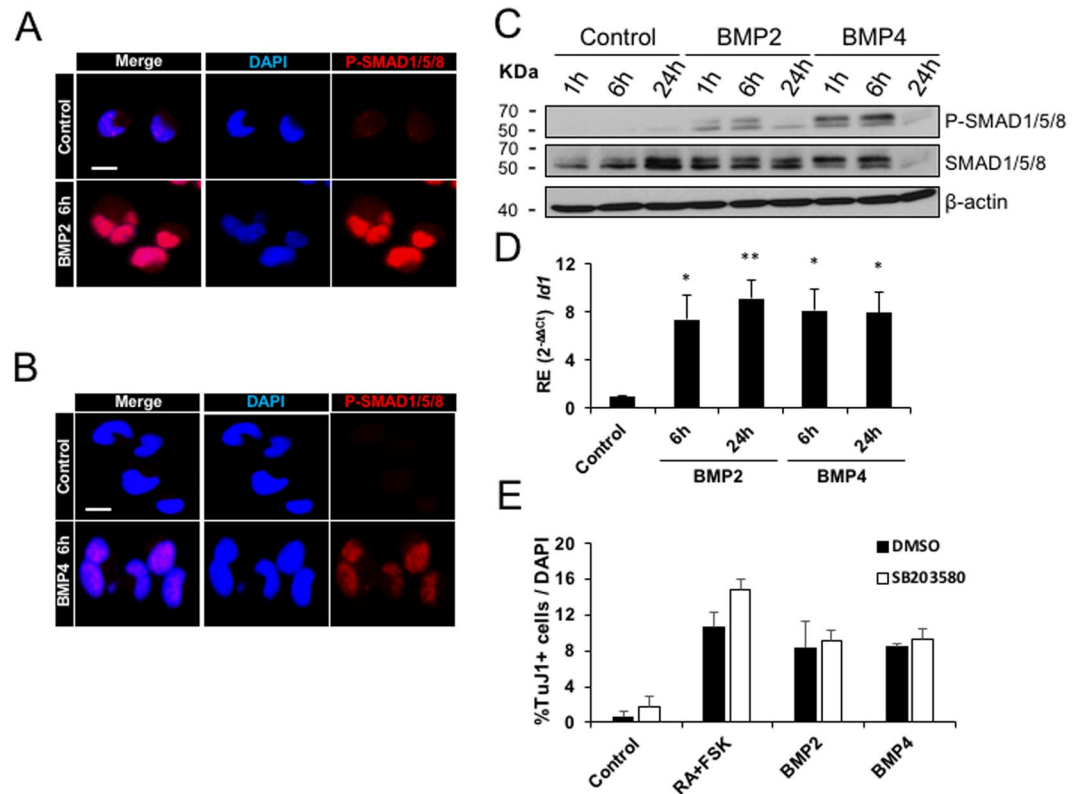 A
Merge DAPI P-SMAD1/5/8
Control
BMP2 6h
B
Merge DAPI P-SMAD1/5/8
Control
BMP4 6h
C
Control BMP2 BMP4
KDa 1h 6h 24h 1h 6h 24h 1h 6h 24h
70 -
50 -
P-SMAD1/5/8
70 -
50 -
SMAD1/5/8
40 -
β-actin
D
RE (2^-ΔΔCt) Id1
12
8
4
0
* ** * *
Control 6h 24h 6h 24h
BMP2 BMP4
E
%TuJ1+ cells / DAPI
20
16
12
8
4
0
DMSO
SB203580
Control RA+FSK BMP2 BMP4